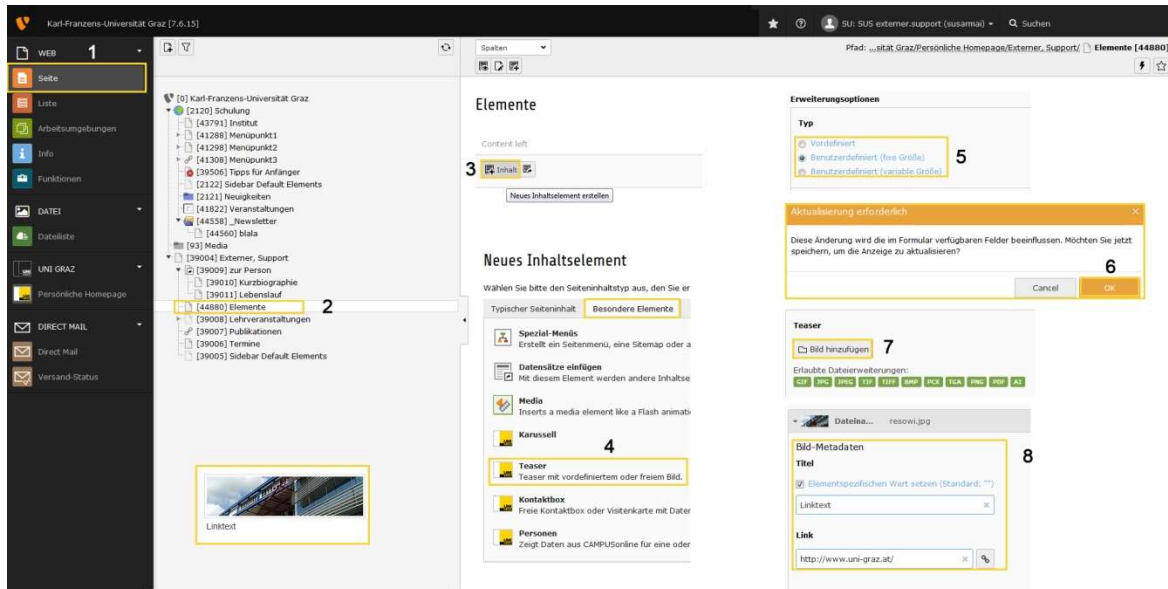 Karl-Franzens-Universität Graz [7.6.15]
SU: SUS externer.support (susarmai)
Suchen
WEB
1
Seite
Liste
Arbeitsumgebungen
Info
Funktionen
DATEI
Dateiliste
UNI GRAZ
Persönliche Homepage
DIRECT MAIL
Direct Mail
Versand-Status
[0] Karl-Franzens-Universität Graz
[2120] Schulung
[43791] Institut
[41288] Menüpunkt1
[41298] Menüpunkt2
[41308] Menüpunkt3
[39506] Tipps für Anfänger
[2122] Sidebar Default Elements
[2121] Neuigkeiten
[41822] Veranstaltungen
[44558] _Newsletter
[44560] blala
[93] Media
[39004] Externer, Support
[39009] zur Person
[39010] Kurzbiographie
[39011] Lebenslauf
[44880] Elemente
2
[39008] Lehrveranstaltungen
[39007] Publikationen
[39006] Termine
[39005] Sidebar Default Elements
Linktext
Spalten
Pfad: ...sität Graz/Persönliche Homepage/Externer, Support/ Elemente [44880]
Elemente
Content left
3
Inhalt
Neues Inhaltselement erstellen
Neues Inhaltselement
Wählen Sie bitte den Seiteninhaltstyp aus, den Sie er
Typischer Seiteninhalt
Besondere Elemente
Spezial-Menüs
Erstellt ein Seitenmenü, eine Sitemap oder a
Datensätze einfügen
Mit diesem Element werden andere Inhaltse
Media
Inserts a media element like a Flash animati
Karussell
4
Teaser
Teaser mit vordefiniertem oder freiem Bild.
Kontaktbox
Freie Kontaktbox oder Visitenkarte mit Daten
Personen
Zeigt Daten aus CAMPUSonline für eine oder
Erweiterungsoptionen
Typ
Vordefiniert
Benutzerdefiniert (fixe Größe)
Benutzerdefiniert (variable Größe)
5
Aktualisierung erforderlich
Diese Änderung wird die im Formular verfügbaren Felder beeinflussen. Möchten Sie jetzt
speichern, um die Anzeige zu aktualisieren?
6
Cancel
OK
Teaser
Bild hinzufügen
7
Erlaubte Dateierweiterungen:
GIF JPG JPEG TIF TIFF BMP PCX TGA PNG PDF AI
Dateina... resowi.jpg
Bild-Metadaten
8
Titel
Elementspezifischen Wert setzen (Standard: "")
Linktext
Link
http://www.uni-graz.at/